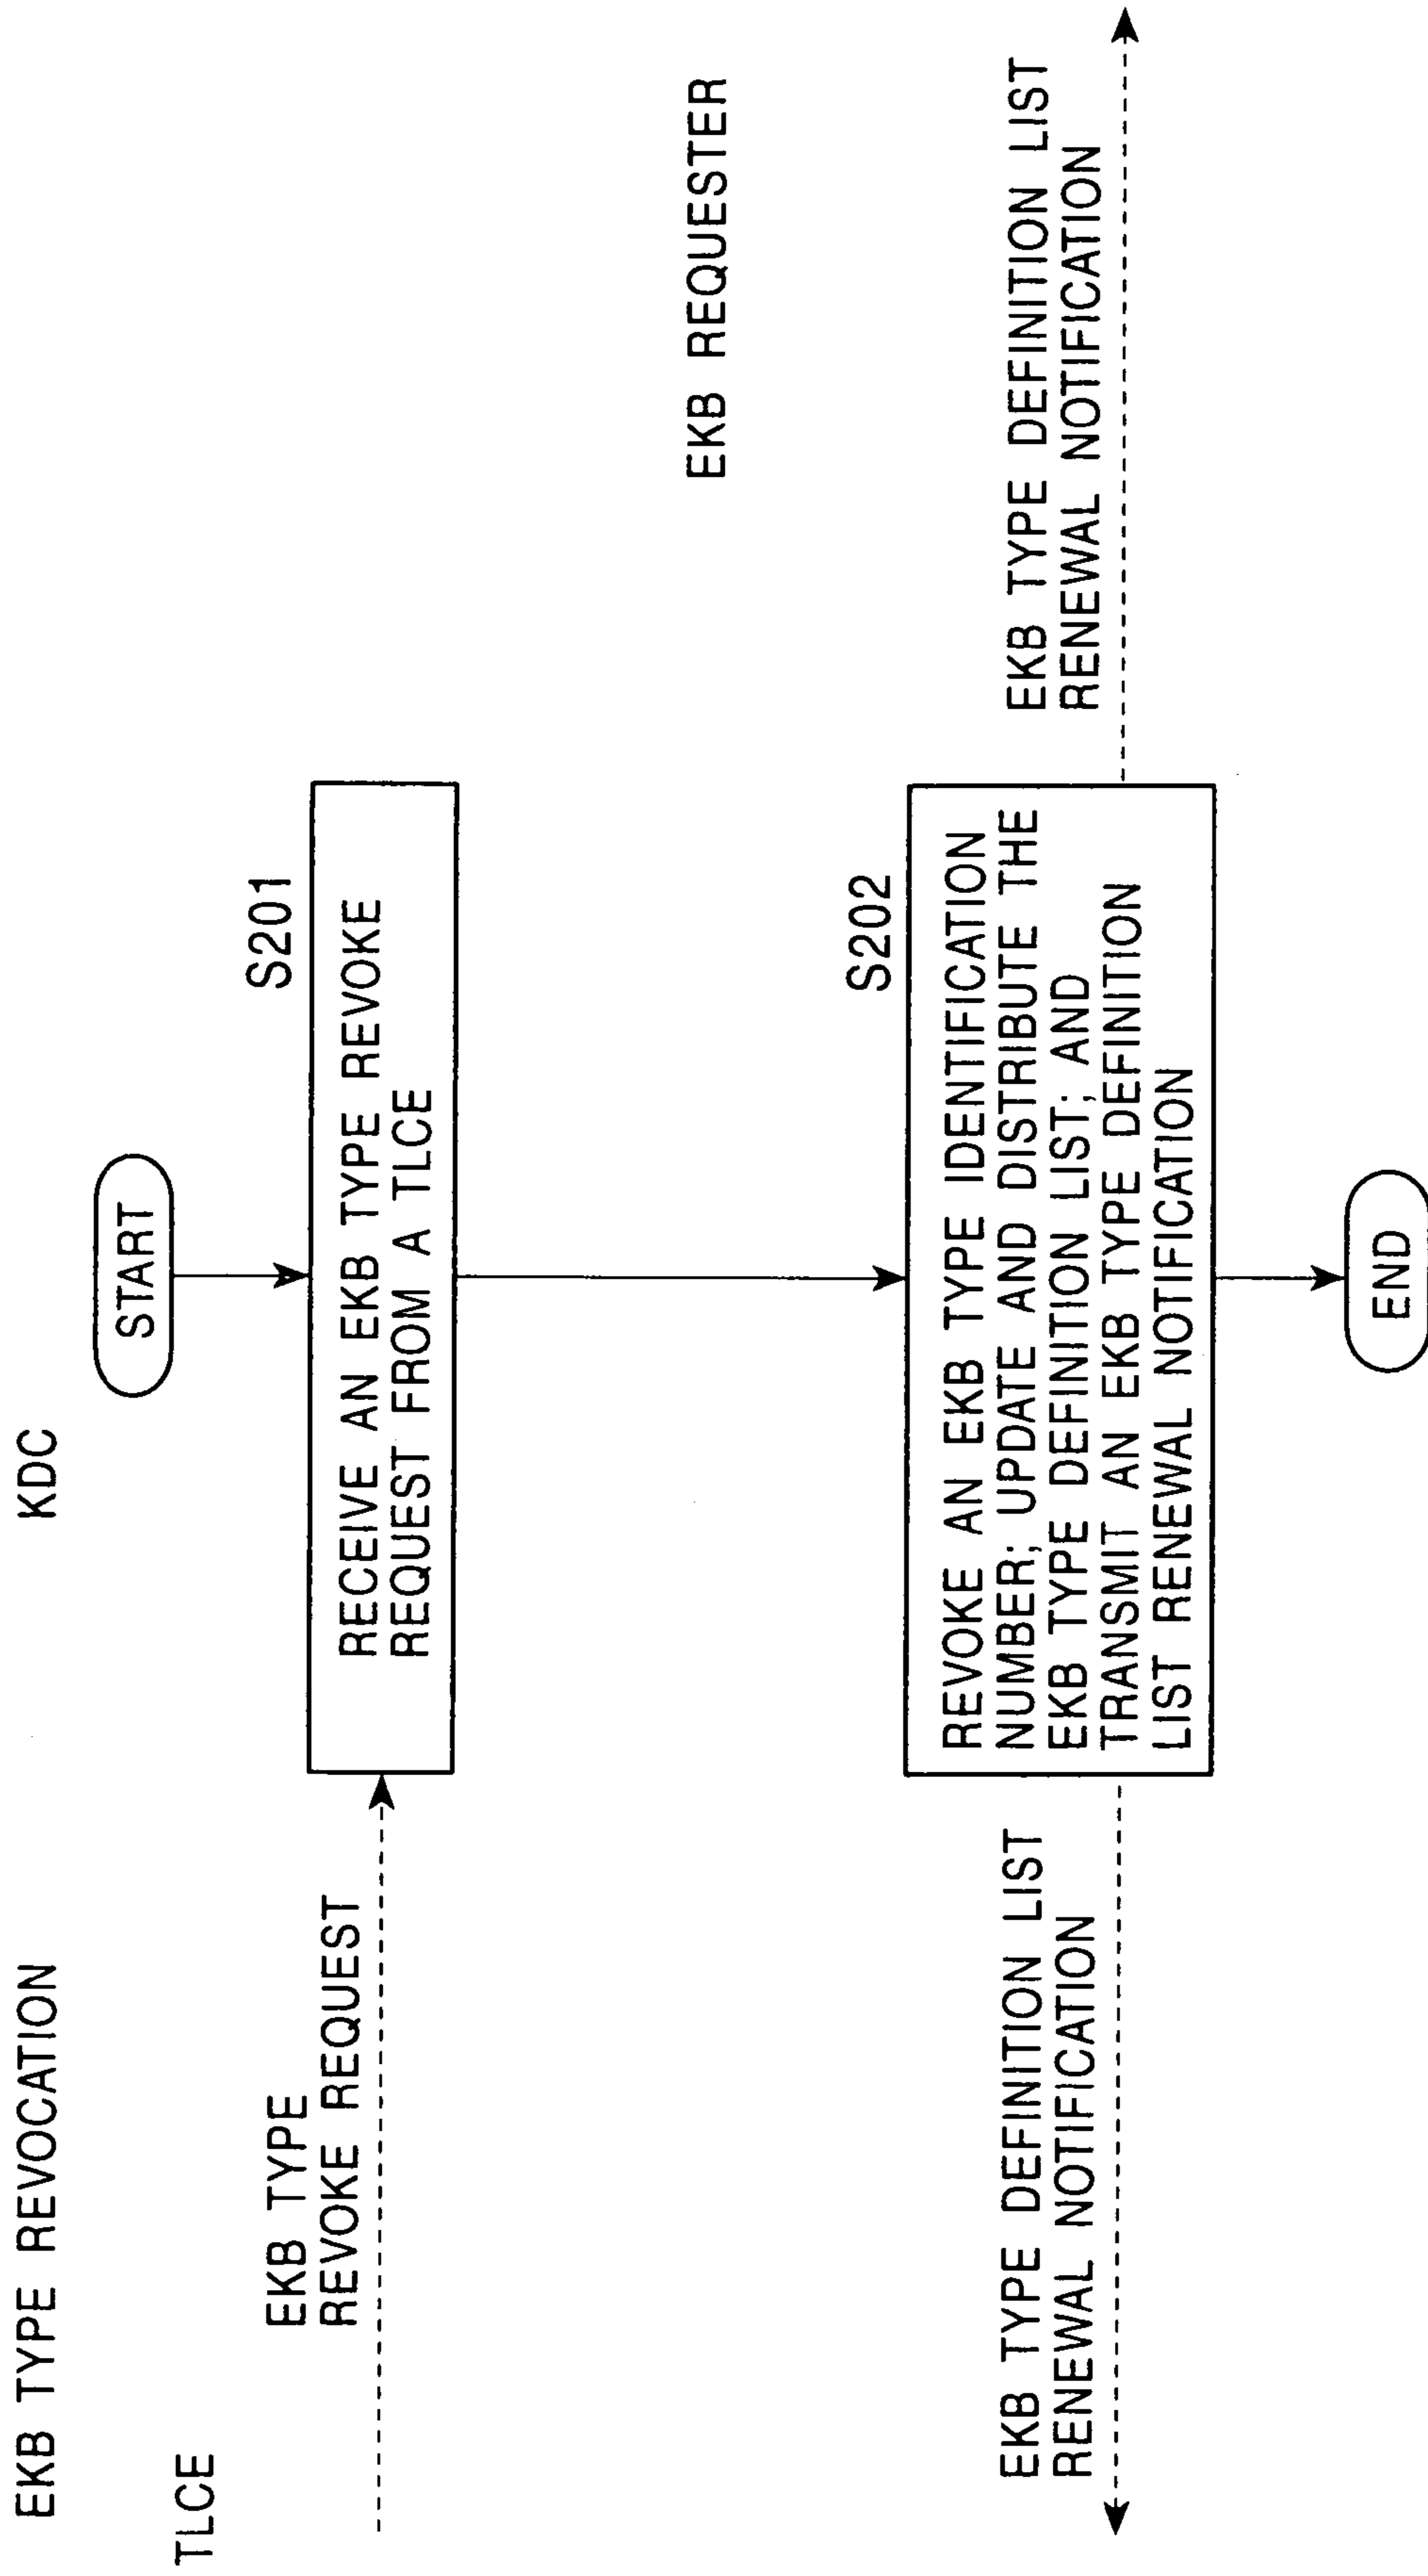 EKB TYPE REVOCATION
KDC
TLCE
START
EKB TYPE
REVOKE REQUEST
S201
RECEIVE AN EKB TYPE REVOKE
REQUEST FROM A TLCE
EKB REQUESTER
S202
REVOKE AN EKB TYPE IDENTIFICATION
NUMBER; UPDATE AND DISTRIBUTE THE
EKB TYPE DEFINITION LIST; AND
TRANSMIT AN EKB TYPE DEFINITION
LIST RENEWAL NOTIFICATION
EKB TYPE DEFINITION LIST
RENEWAL NOTIFICATION
EKB TYPE DEFINITION LIST
RENEWAL NOTIFICATION
END